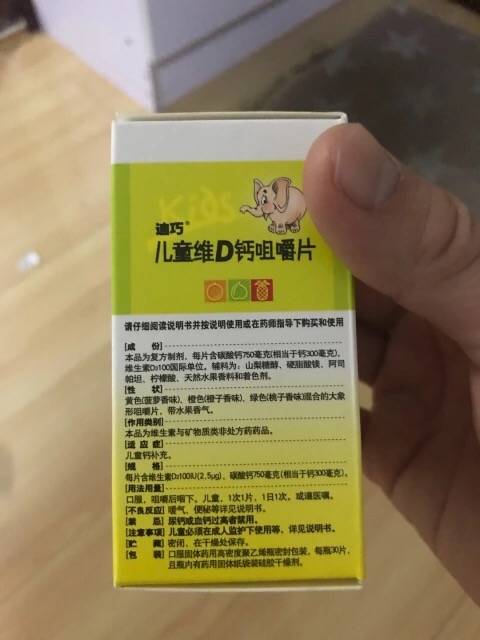 Kids
迪巧®
儿童维D钙咀嚼片
请仔细阅读说明书并按说明使用或在药师指导下购买和使用
[成 份]
本品为复方制剂，每片含碳酸钙750毫克(相当于钙300毫克)，
维生素D₃100国际单位。辅料为：山梨糖醇、硬脂酸镁、阿司
帕坦、柠檬酸、天然水果香料和着色剂。
[性 状]
黄色(菠萝香味)、橙色(橙子香味)、绿色(桃子香味)混合的大象
形咀嚼片，带水果香气。
[作用类别]
本品为维生素与矿物质类非处方药药品。
[适 应 症]
儿童钙补充。
[规 格]
每片含维生素D₃100IU(2.5μg)、碳酸钙750毫克(相当于钙300毫克)。
[用法用量]
口服，咀嚼后咽下。儿童，1次1片，1日1次。或遵医嘱。
[不良反应] 嗳气、便秘等详见说明书。
[禁 忌] 尿钙或血钙过高者禁用。
[注意事项] 儿童必须在成人监护下使用等，详见说明书。
[贮 藏] 密闭，在干燥处保存。
[包 装] 口服固体药用高密度聚乙烯瓶密封包装，每瓶30片，
且瓶内有药用固体纸袋装硅胶干燥剂。